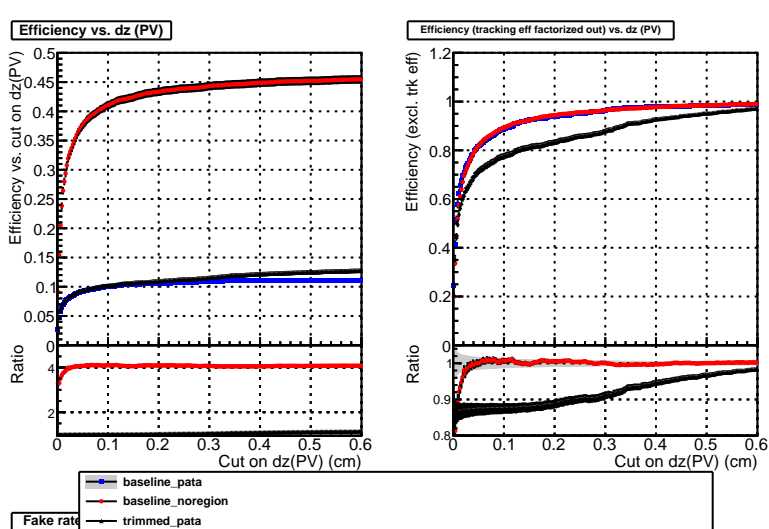 Efficiency vs. dz (PV)
Efficiency vs. cut on dz(PV)
0.5
0.45
0.4
0.35
0.3
0.25
0.2
0.15
0.1
0.05
0
Ratio
4
2
0 0.1 0.2 0.3 0.4 0.5 0.6
Cut on dz(PV) (cm)
Efficiency (tracking eff factorized out) vs. dz (PV)
Efficiency (excl. trk eff)
1.2
1
0.8
0.6
0.4
0.2
0
Ratio
1
0.9
0.8
0 0.1 0.2 0.3 0.4 0.5 0.6
Cut on dz(PV) (cm)
baseline_pata
baseline_noregion
trimmed_pata
Fake rate